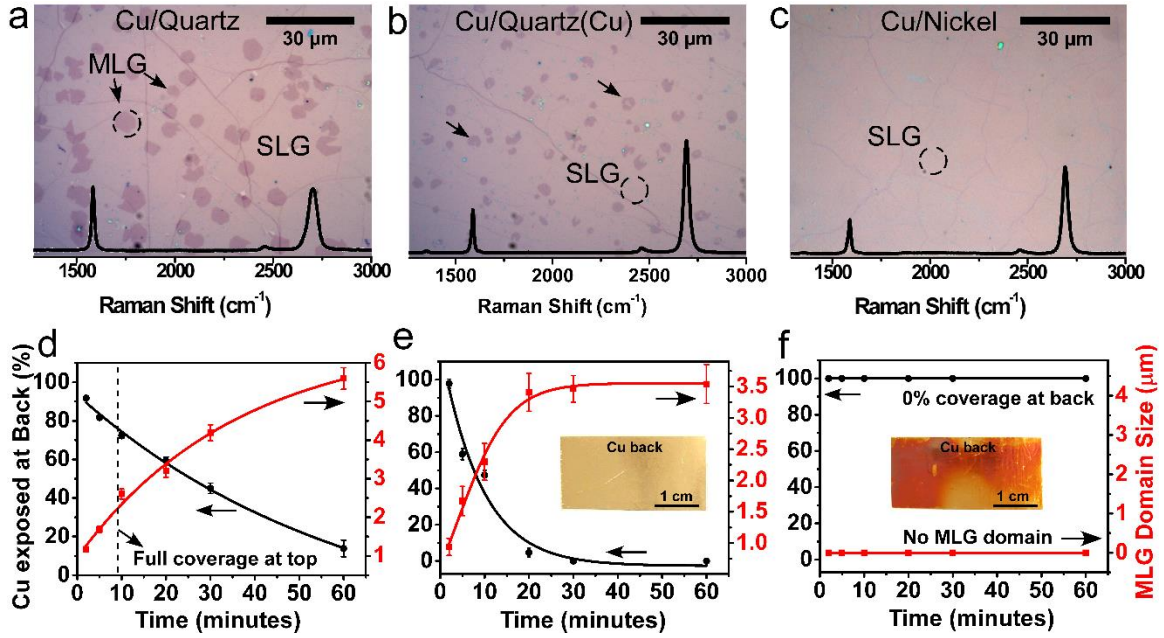 a
Cu/Quartz
30 μm
MLG
SLG
1500 2000 2500 3000
Raman Shift (cm-1)
b
Cu/Quartz(Cu)
30 μm
SLG
1500 2000 2500 3000
Raman Shift (cm-1)
c
Cu/Nickel
30 μm
SLG
1500 2000 2500 3000
Raman Shift (cm-1)
d
Cu exposed at Back (%)
100
80
60
40
20
0
6
5
4
3
2
1
Full coverage at top
0 10 20 30 40 50 60
Time (minutes)
e
100
80
60
40
20
0
3.5
3.0
2.5
2.0
1.5
1.0
Cu back
1 cm
0 10 20 30 40 50 60
Time (minutes)
f
100
80
60
40
20
0
4
3
2
1
0
MLG Domain Size (μm)
0% coverage at back
Cu back
1 cm
No MLG domain
0 10 20 30 40 50 60
Time (minutes)